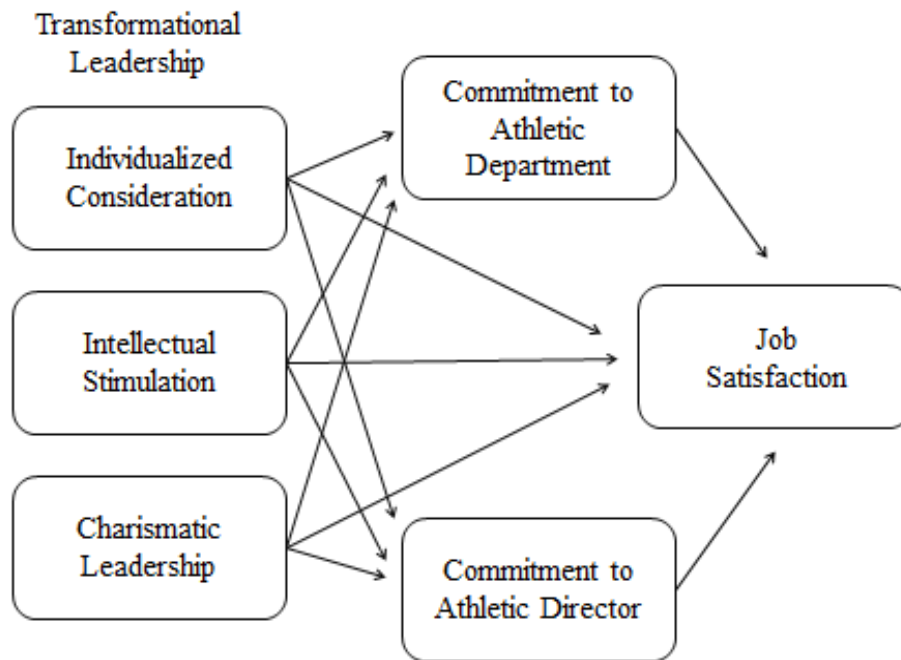 Transformational
Leadership
Individualized
Consideration
Intellectual
Stimulation
Charismatic
Leadership
Commitment to
Athletic
Department
Commitment to
Athletic Director
Job
Satisfaction